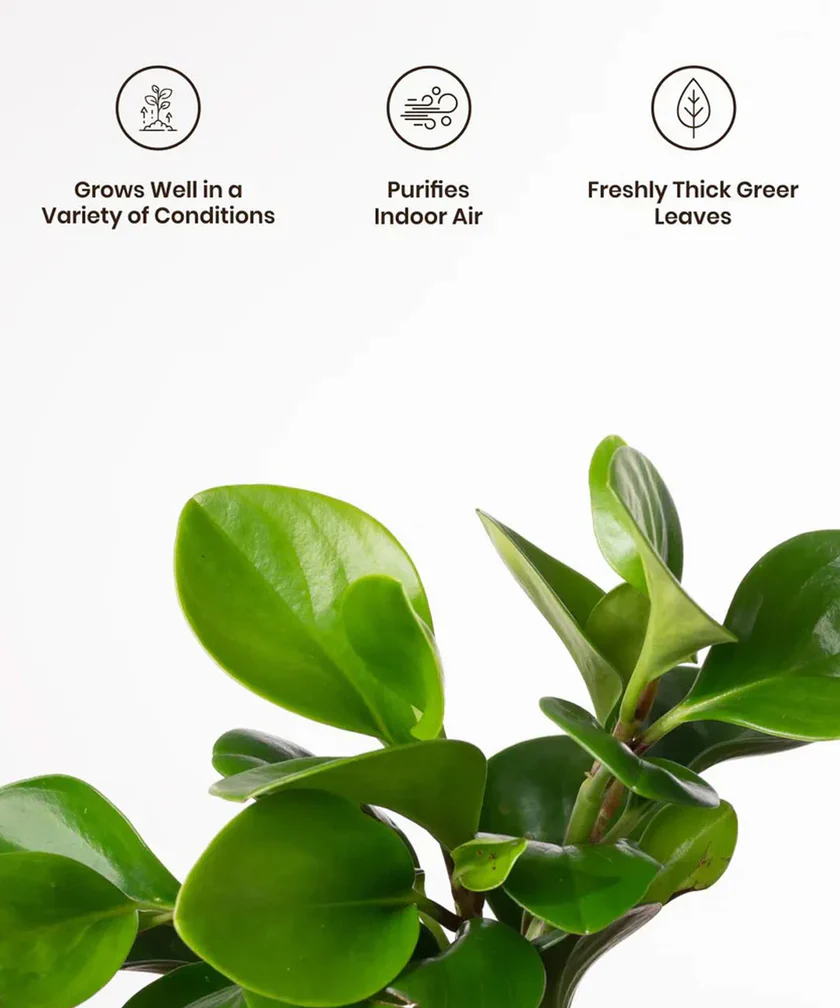 Grows Well in a
Variety of Conditions
Purifies
Indoor Air
Freshly Thick Greer
Leaves